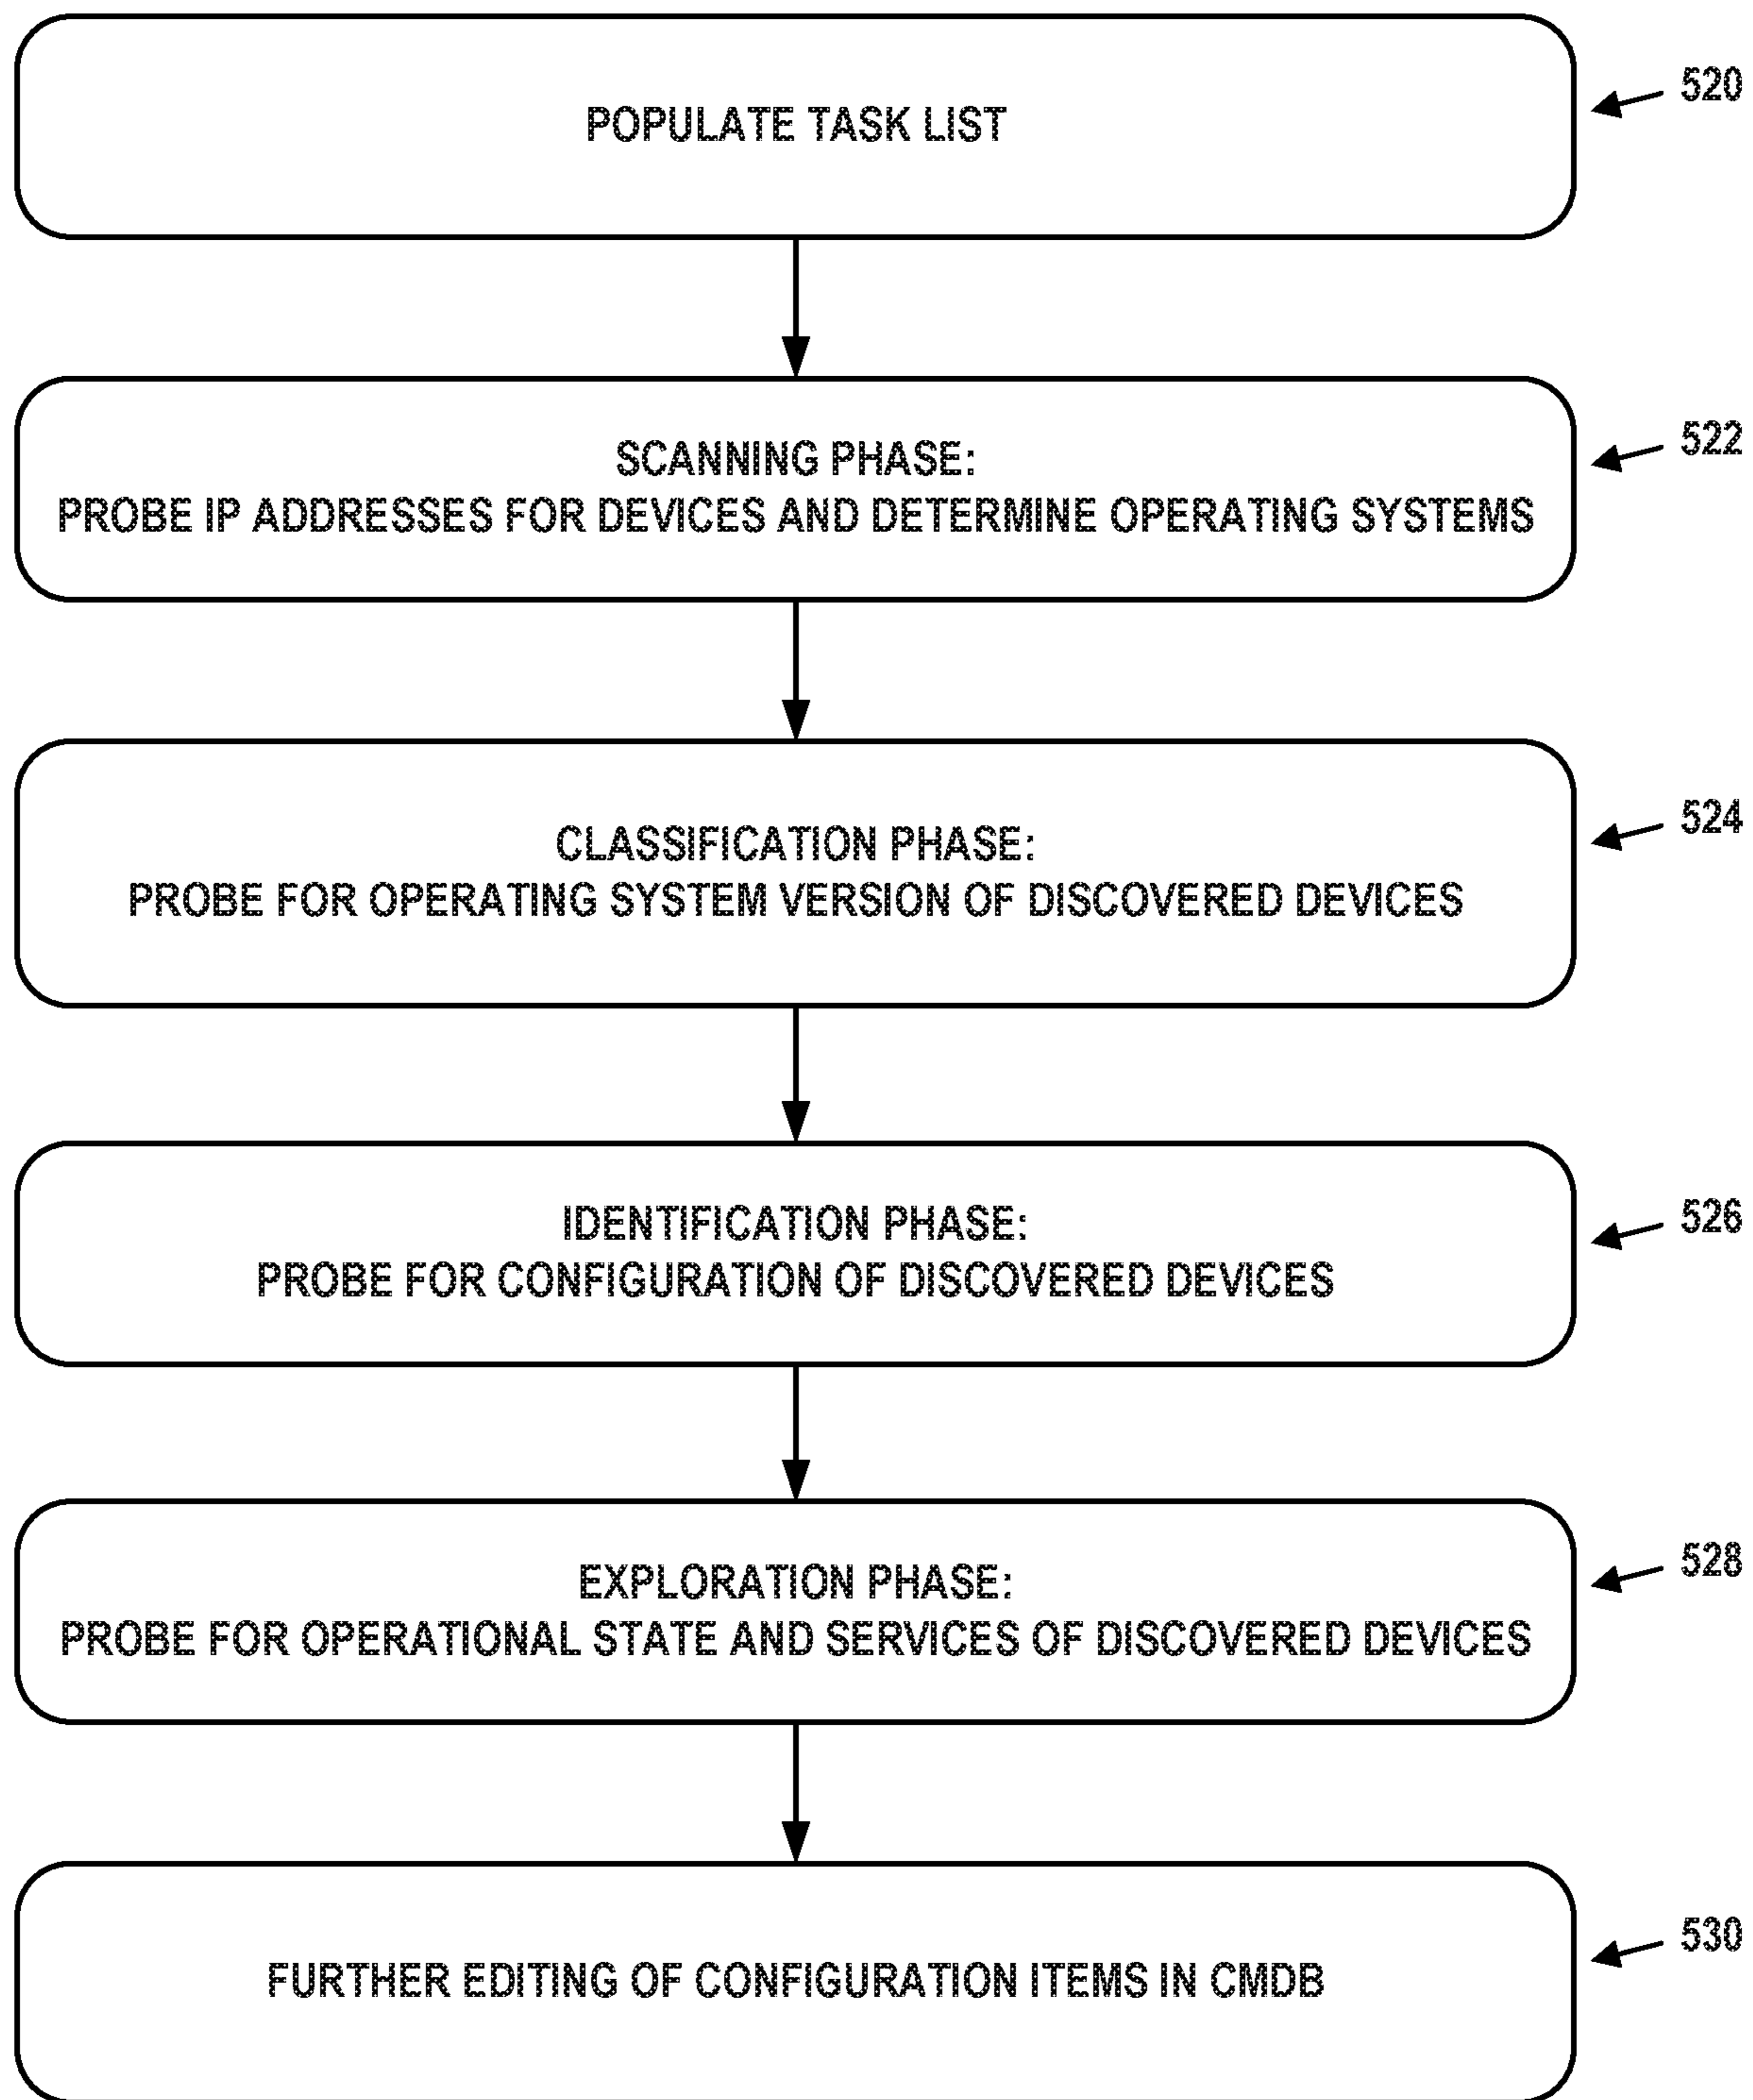 POPULATE TASK LIST
520
SCANNING PHASE:
PROBE IP ADDRESSES FOR DEVICES AND DETERMINE OPERATING SYSTEMS
522
CLASSIFICATION PHASE:
PROBE FOR OPERATING SYSTEM VERSION OF DISCOVERED DEVICES
524
IDENTIFICATION PHASE:
PROBE FOR CONFIGURATION OF DISCOVERED DEVICES
526
EXPLORATION PHASE:
PROBE FOR OPERATIONAL STATE AND SERVICES OF DISCOVERED DEVICES
528
FURTHER EDITING OF CONFIGURATION ITEMS IN CMDB
530